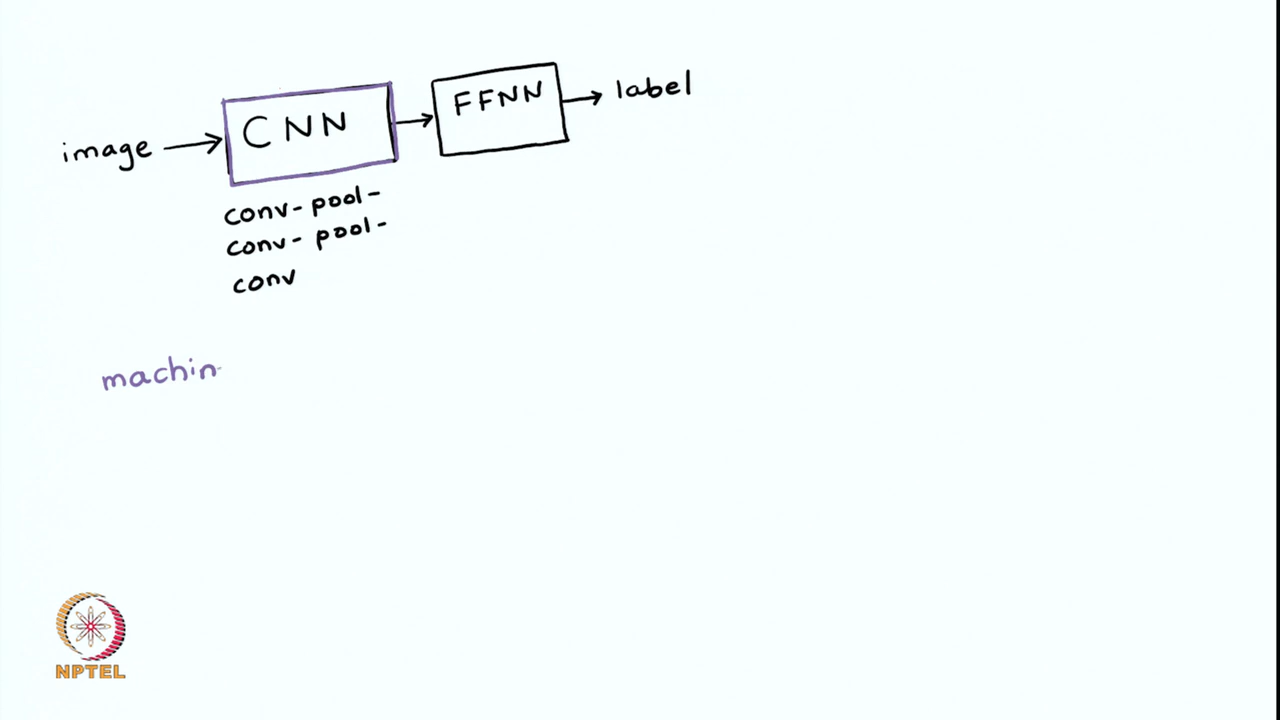 image → CNN → FFNN → label
conv-pool-
conv-pool-
conv
machin
NPTEL